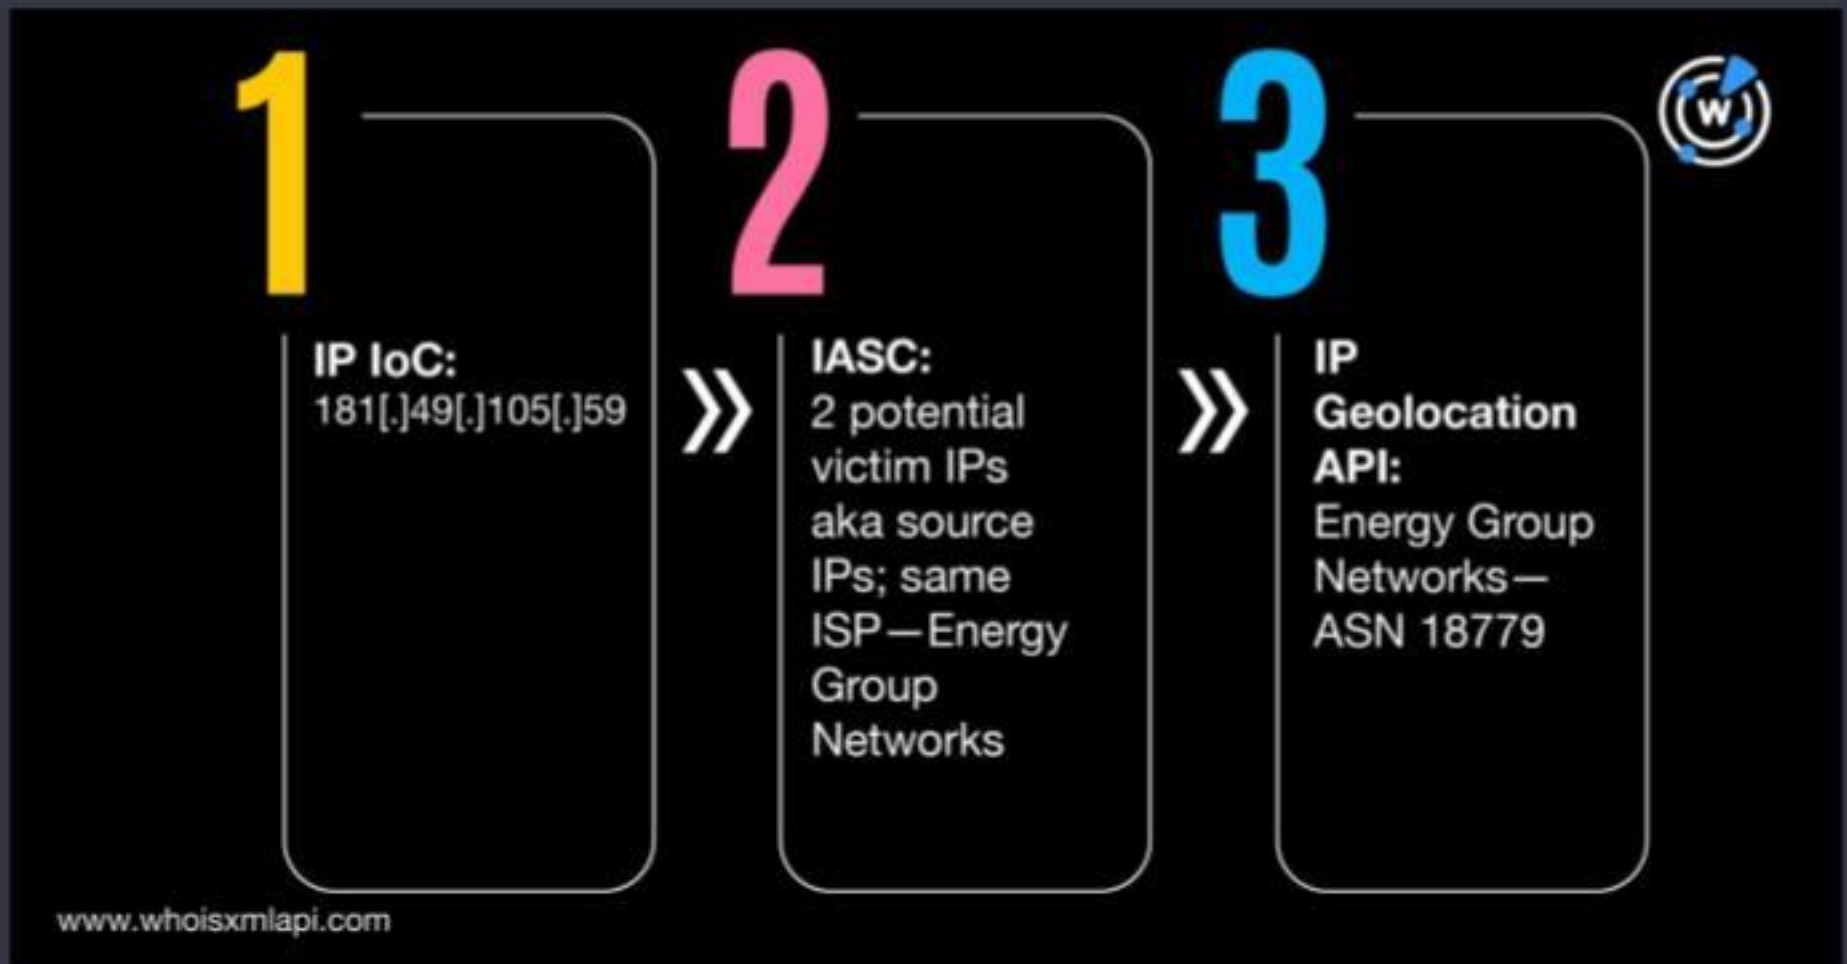 1
IP IoC:
181[.]49[.]105[.]59
2
IASC:
2 potential
victim IPs
aka source
IPs; same
ISP—Energy
Group
Networks
3
IP
Geolocation
API:
Energy Group
Networks—
ASN 18779
W
www.whoisxmlapi.com